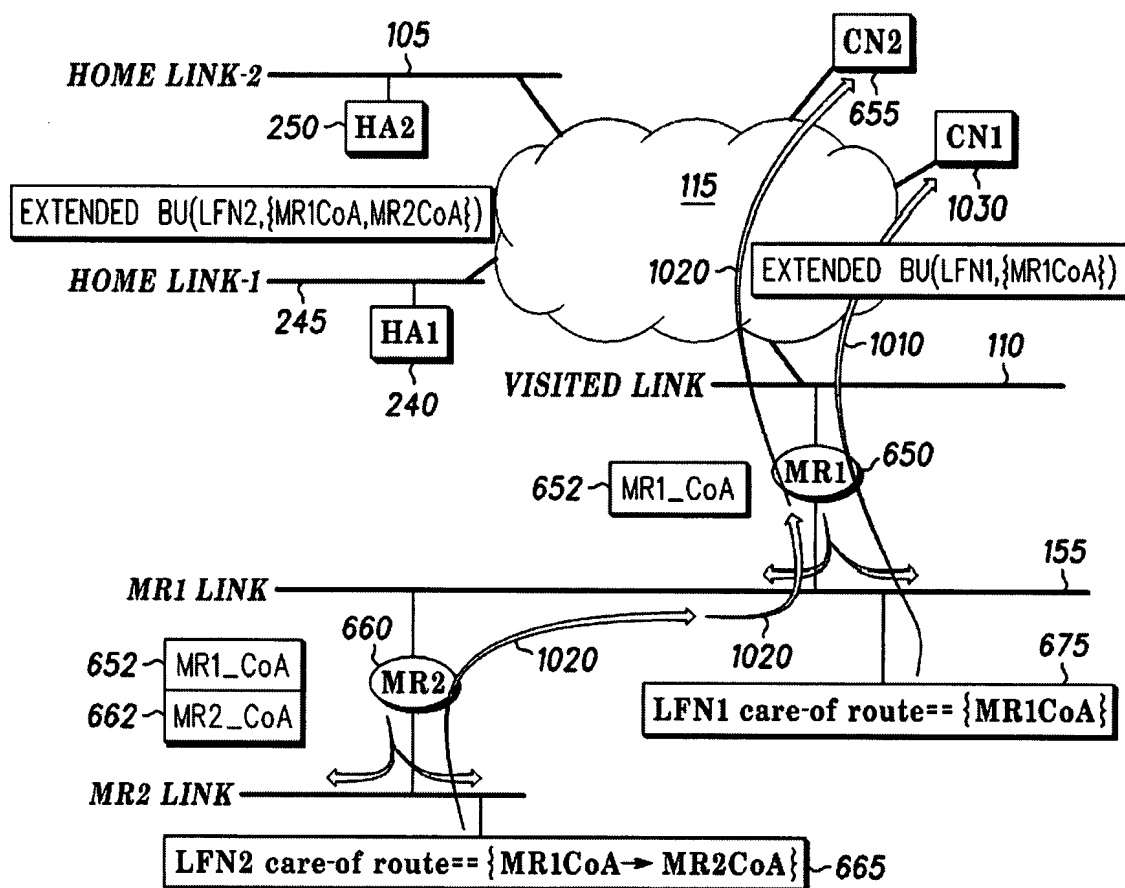 105
CN2
HOME LINK-2
655
250
HA2
CN1
115
1030
EXTENDED BU(LFN2,{MR1CoA,MR2CoA})
1020
EXTENDED BU(LFN1,{MR1CoA})
HOME LINK-1
245
HA1
1010
110
240
VISITED LINK
650
MR1
652
MR1_CoA
155
MR1 LINK
660
652
MR1_CoA
MR2
1020
1020
675
662
MR2_CoA
LFN1 care-of route== {MR1CoA}
MR2 LINK
LFN2 care-of route== {MR1CoA→ MR2CoA}
665